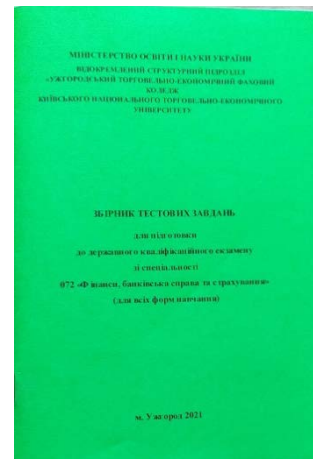 МІНІСТЕРСТВО ОСВІТИ І НАУКИ УКРАЇНИ
ВІДОКРЕМЛЕНИЙ СТРУКТУРНИЙ ПІДРОЗДІЛ
«УЖГОРОДСЬКИЙ ТОРГОВЕЛЬНО-ЕКОНОМІЧНИЙ ФАХОВИЙ
КОЛЕДЖ
КИЇВСЬКОГО НАЦІОНАЛЬНОГО ТОРГОВЕЛЬНО-ЕКОНОМІЧНОГО
УНІВЕРСИТЕТУ
ЗБІРНИК ТЕСТОВИХ ЗАВДАНЬ
для підготовки
до державного кваліфікаційного екзамену
зі спеціальності
072 «Фінанси, банківська справа та страхування»
(для всіх форм навчання)
м. Ужгород 2021